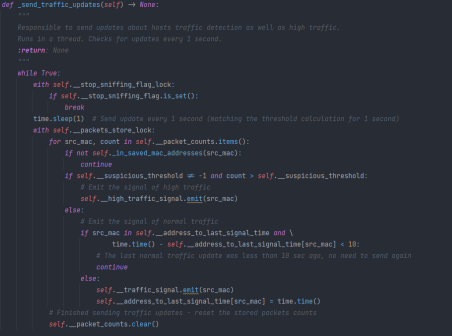 def _send_traffic_updates(self) → None:
"""
Responsible to send updates about hosts traffic detection as well as high traffic.
Runs in a thread. Checks for updates every 1 second.
:return: None
"""
while True:
with self.__stop_sniffing_flag_lock:
if self.__stop_sniffing_flag.is_set():
break
time.sleep(1) # Send update every 1 second (matching the threshold calculation for 1 second)
with self.__packets_store_lock:
for src_mac, count in self.__packet_counts.items():
if not self._in_saved_mac_addresses(src_mac):
continue
if self.__suspicious_threshold ≠ -1 and count > self.__suspicious_threshold:
# Emit the signal of high traffic
self.__high_traffic_signal.emit(src_mac)
else:
# Emit the signal of normal traffic
if src_mac in self.__address_to_last_signal_time and \
time.time() - self.__address_to_last_signal_time[src_mac] < 10:
# The last normal traffic update was less than 10 sec ago, no need to send again
continue
else:
self.__traffic_signal.emit(src_mac)
self.__address_to_last_signal_time[src_mac] = time.time()
# Finished sending traffic updates - reset the stored packets counts
self.__packet_counts.clear()